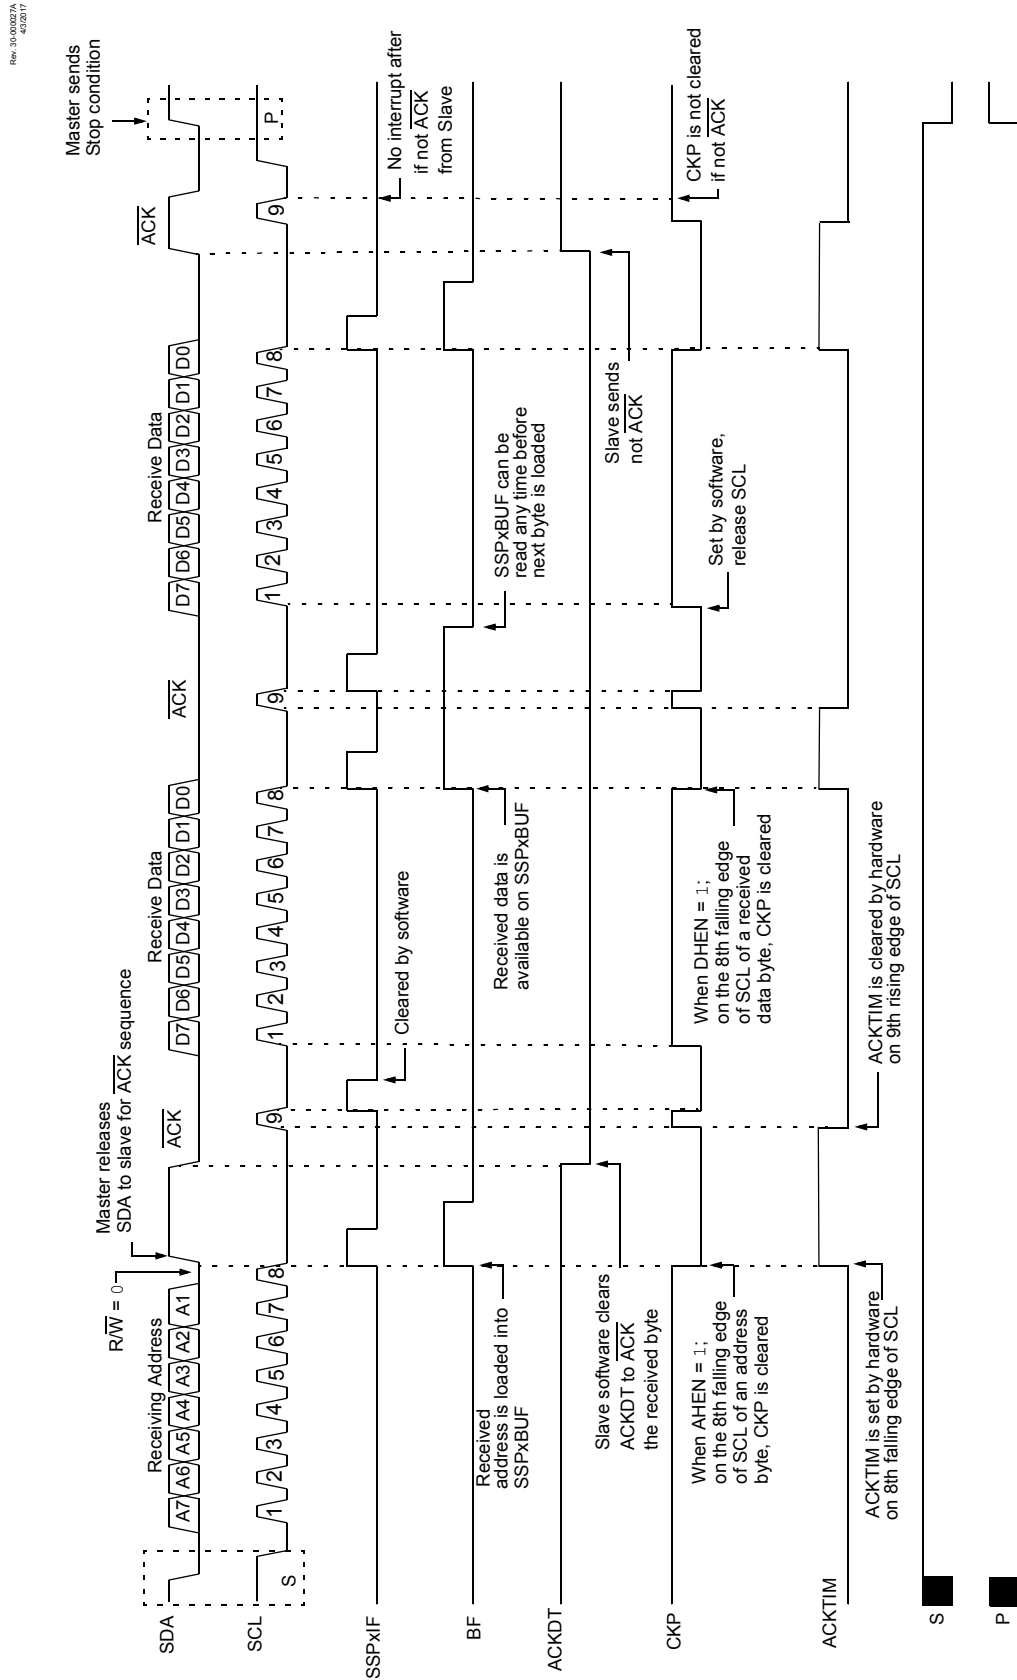 Rev. 30-000027A
4/3/2017
Master releases
SDA to slave for ACK sequence
Master sends
Stop condition
R/W = 0
Receiving Address
Receive Data
Receive Data
ACK
ACK
ACK
SDA
A7 A6 A5 A4 A3 A2 A1
D7 D6 D5 D4 D3 D2 D1 D0
D7 D6 D5 D4 D3 D2 D1 D0
SCL
S
1 2 3 4 5 6 7 8 9
1 2 3 4 5 6 7 8 9
1 2 3 4 5 6 7 8 9
P
SSPxIF
Cleared by software
No interrupt after
if not ACK
from Slave
BF
Received
address is loaded into
SSPxBUF
Received data is
available on SSPxBUF
SSPxBUF can be
read any time before
next byte is loaded
ACKDT
Slave software clears
ACKDT to ACK
the received byte
Slave sends
not ACK
CKP
When AHEN = 1;
on the 8th falling edge
of SCL of an address
byte, CKP is cleared
When DHEN = 1;
on the 8th falling edge
of SCL of a received
data byte, CKP is cleared
Set by software,
release SCL
CKP is not cleared
if not ACK
ACKTIM
ACKTIM is set by hardware
on 8th falling edge of SCL
ACKTIM is cleared by hardware
on 9th rising edge of SCL
S
P